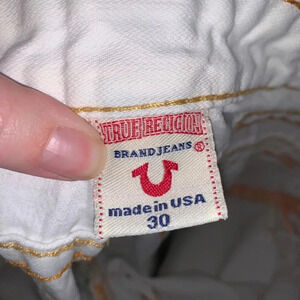 TRUE RELIGION
BRAND JEANS ®
made in USA
30